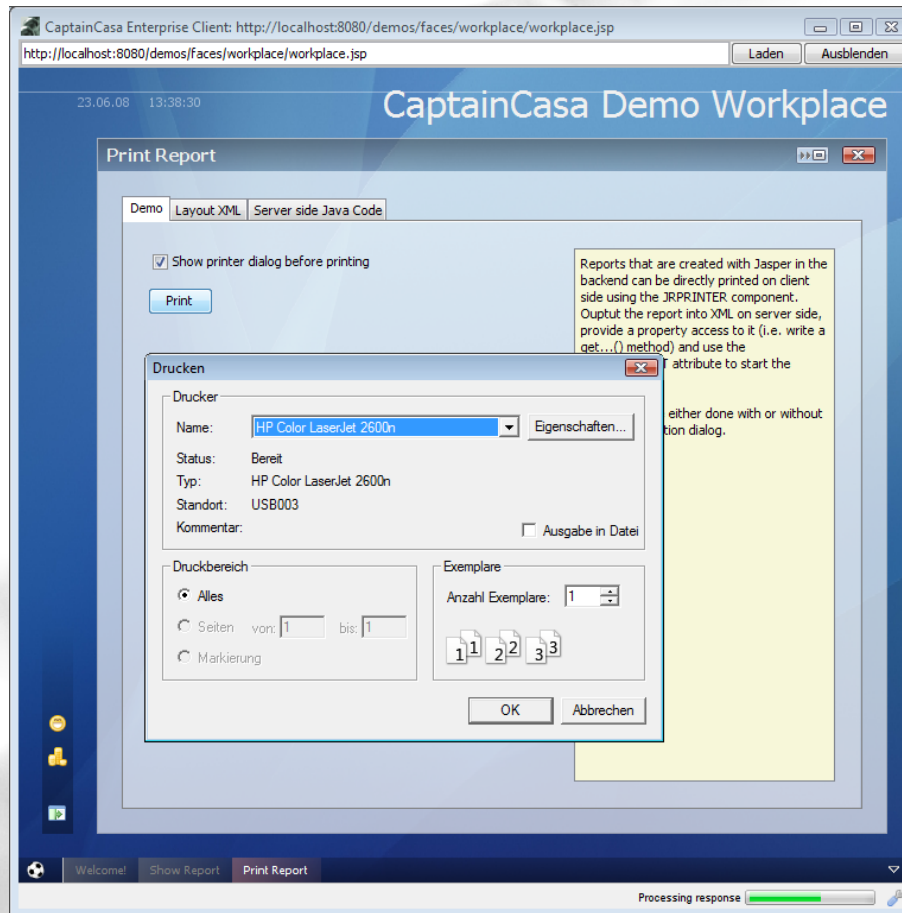 CaptainCasa Enterprise Client: http://localhost:8080/demos/faces/workplace/workplace.jsp
http://localhost:8080/demos/faces/workplace/workplace.jsp
Laden
Ausblenden
23.06.08 13:38:30
CaptainCasa Demo Workplace
Print Report
Demo
Layout XML
Server side Java Code
Show printer dialog before printing
Print
Reports that are created with Jasper in the
backend can be directly printed on client
side using the JRPRINTER component.
Ouptut the report into XML on server side,
provide a property access to it (i.e. write a
get...() method) and use the
attribute to start the
either done with or without
tion dialog.
Drucken
Drucker
Name:
HP Color LaserJet 2600n
Eigenschaften...
Status: Bereit
Typ: HP Color LaserJet 2600n
Standort: USB003
Kommentar:
Ausgabe in Datei
Druckbereich
Alles
Seiten von: 1 bis: 1
Markierung
Exemplare
Anzahl Exemplare: 1
1 1 2 2 3 3
OK
Abbrechen
Welcome!
Show Report
Print Report
Processing response